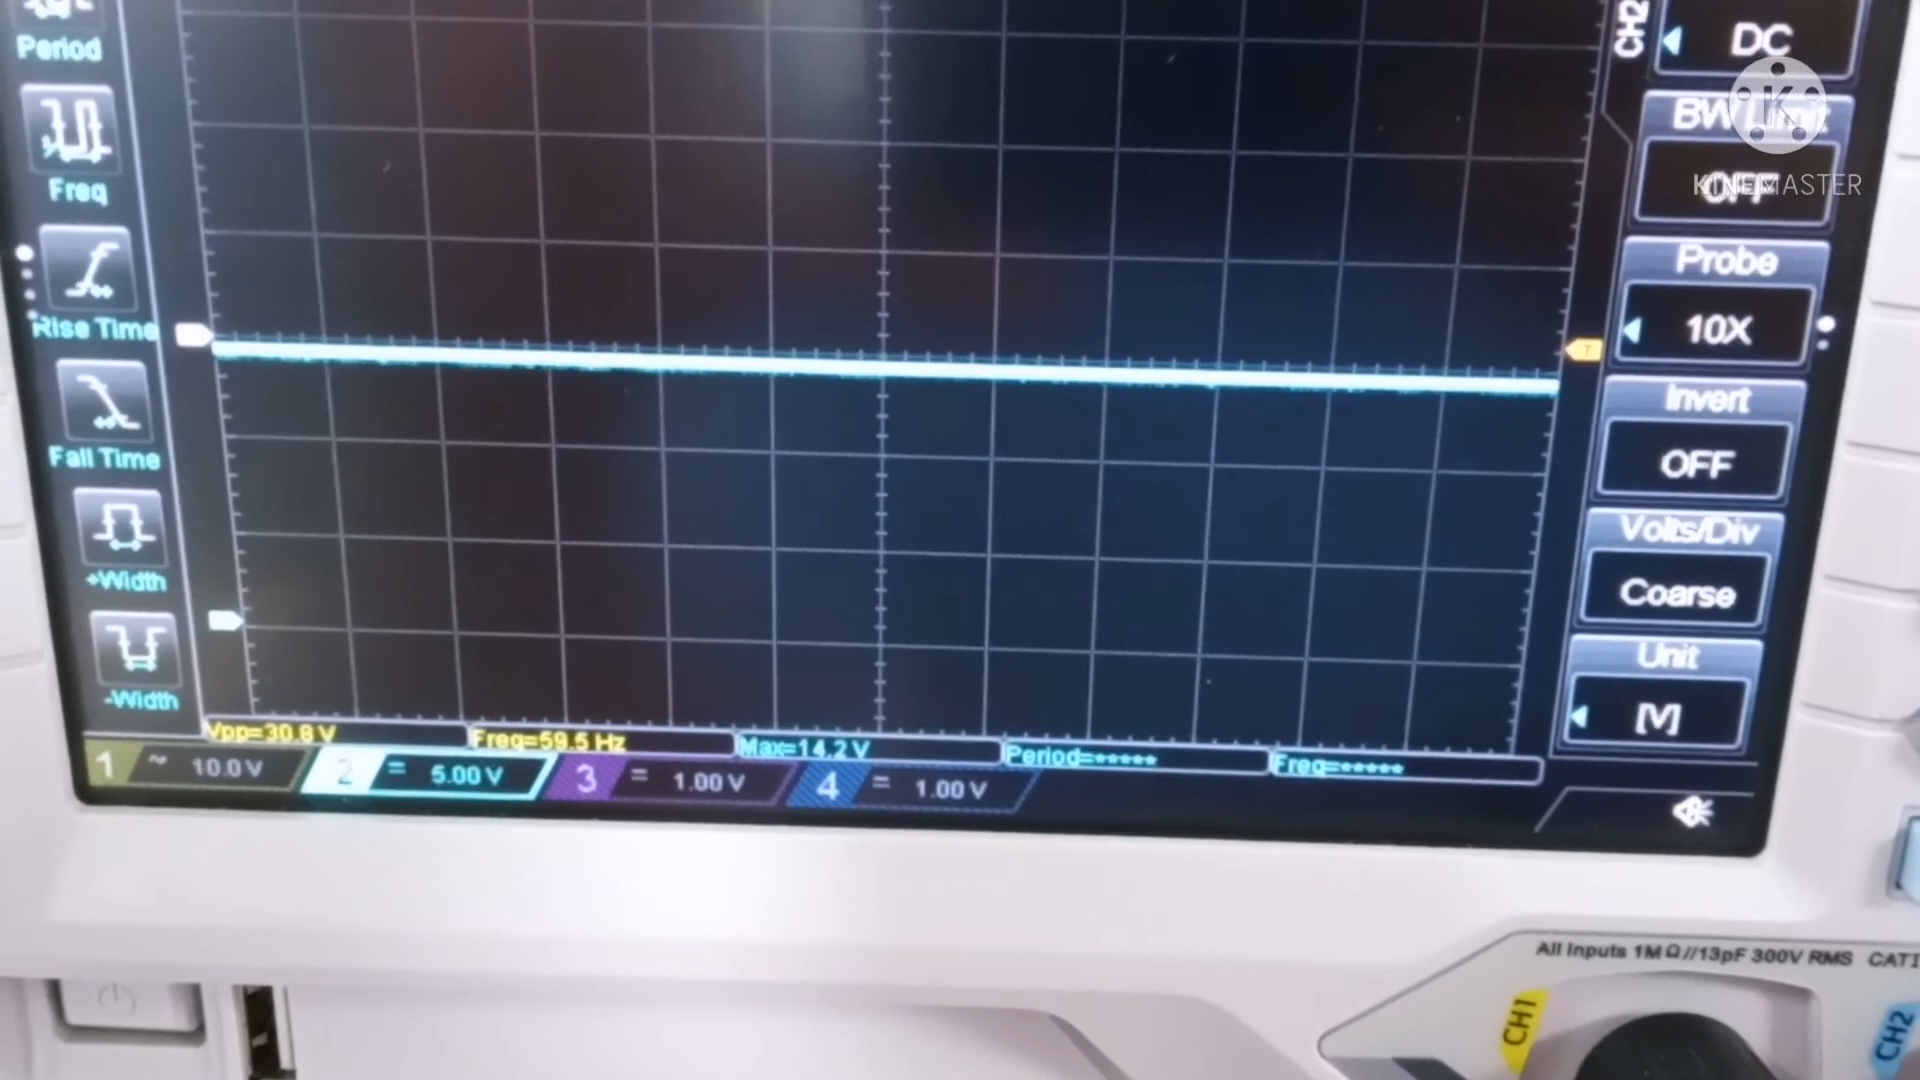 Period
Freq
Rise Time
Fall Time
+Width
-Width
CH2
DC
BW Limit
OFF
KINEMASTER
Probe
10X
Invert
OFF
Volts/Div
Coarse
Unit
[V]
T
Vpp=30.8 V
Freq=59.5 Hz
Max=14.2 V
Period=*****
Freq=*****
1 ~ 10.0 V
2 = 5.00 V
3 = 1.00 V
4 = 1.00 V
All Inputs 1MΩ//13pF 300V RMS CATI
CH1
CH2